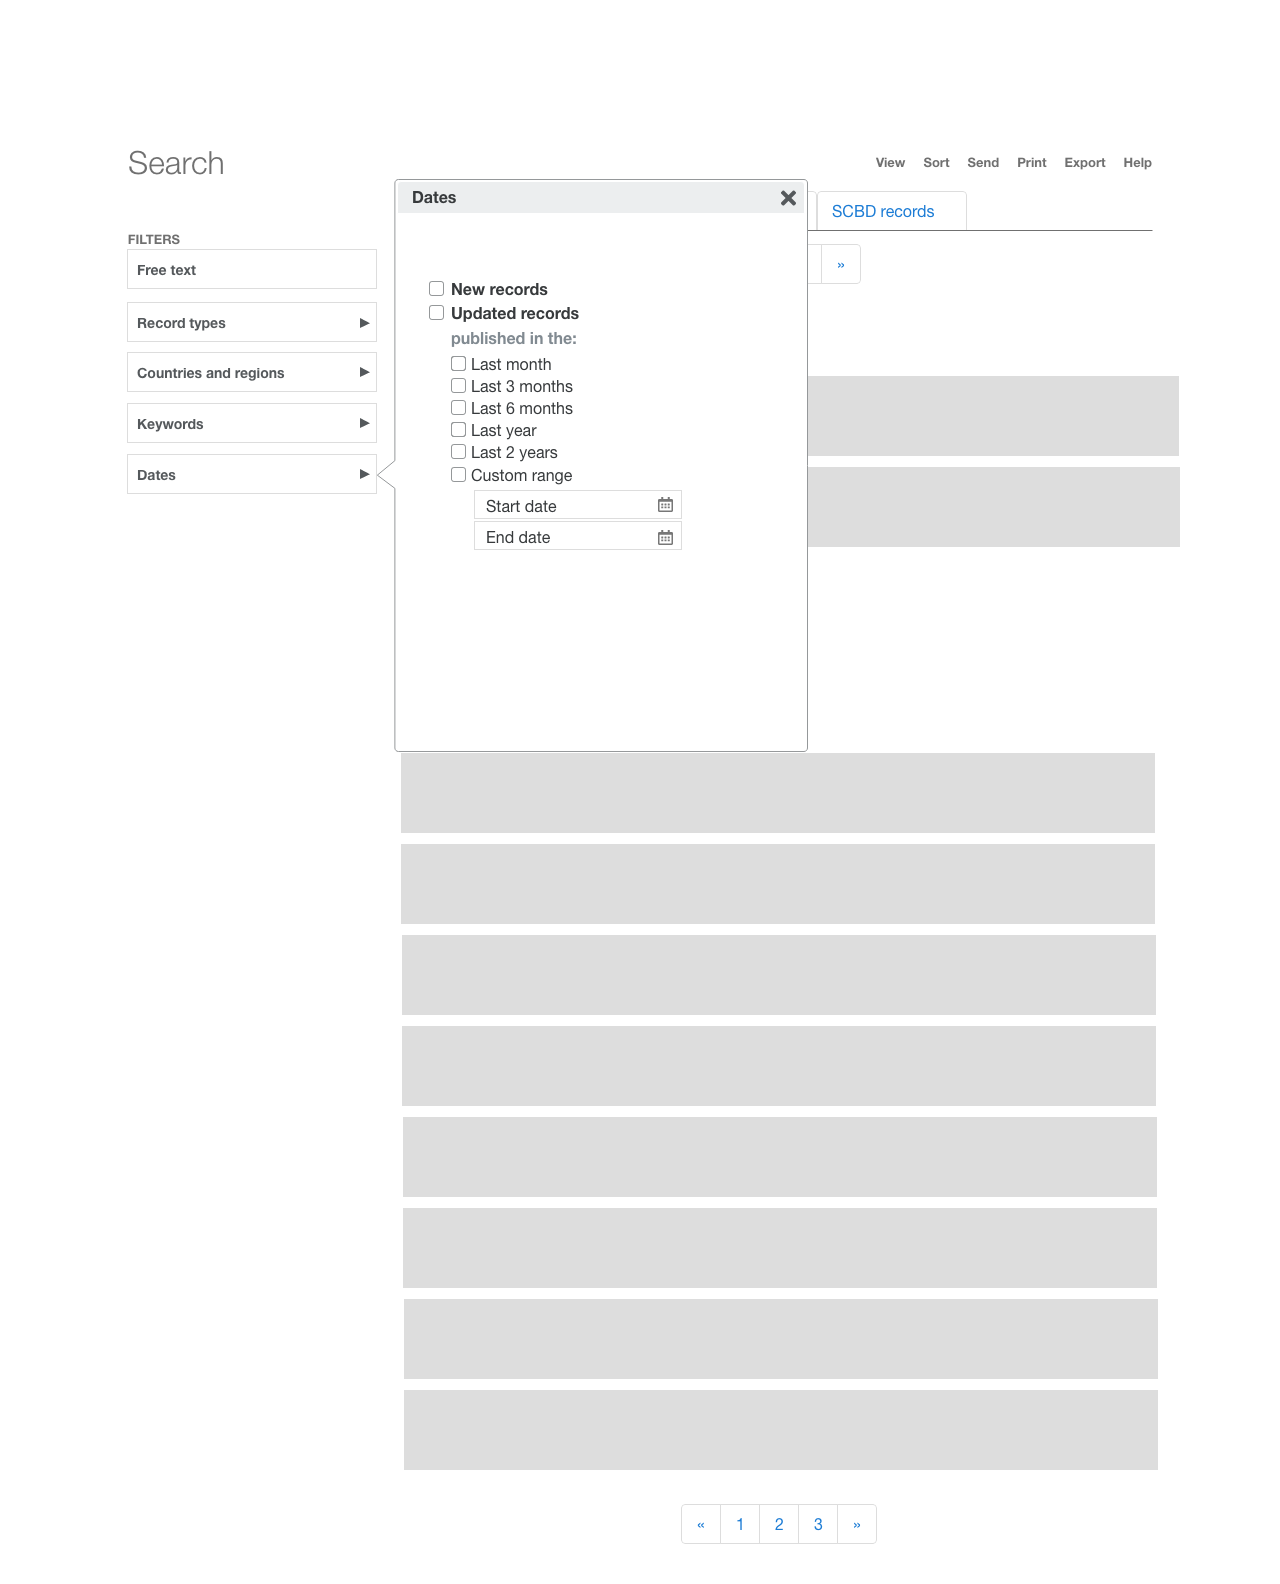 Search
View Sort Send Print Export Help
Dates
SCBD records
FILTERS
Free text
»
Record types
Countries and regions
Keywords
Dates
New records
Updated records
published in the:
Last month
Last 3 months
Last 6 months
Last year
Last 2 years
Custom range
Start date
End date
« 1 2 3 »